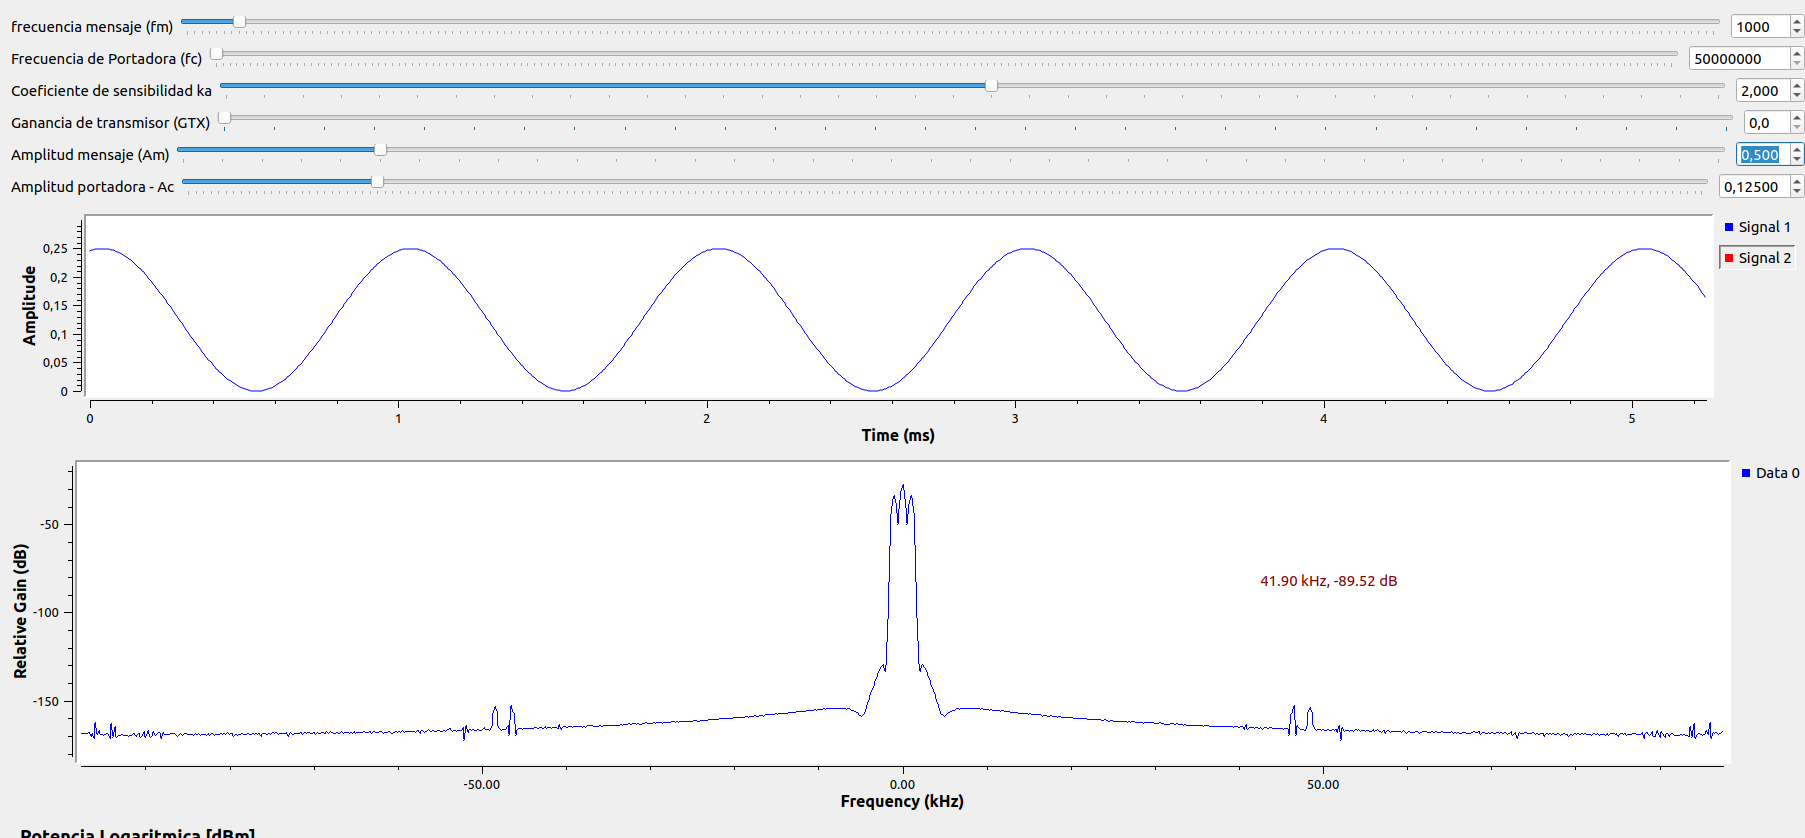 frecuencia mensaje (fm) 1000
Frecuencia de Portadora (fc) 50000000
Coeficiente de sensibilidad ka 2,000
Ganancia de transmisor (GTX) 0,0
Amplitud mensaje (Am) 0,500
Amplitud portadora - Ac 0,12500
Signal 1
Signal 2
Amplitude
0,25
0,2
0,15
0,1
0,05
0
0 1 2 3 4 5
Time (ms)
Data 0
Relative Gain (dB)
-50
-100
-150
41.90 kHz, -89.52 dB
-50.00 0.00 50.00
Frequency (kHz)
Potencia Logaritmica [dBm]